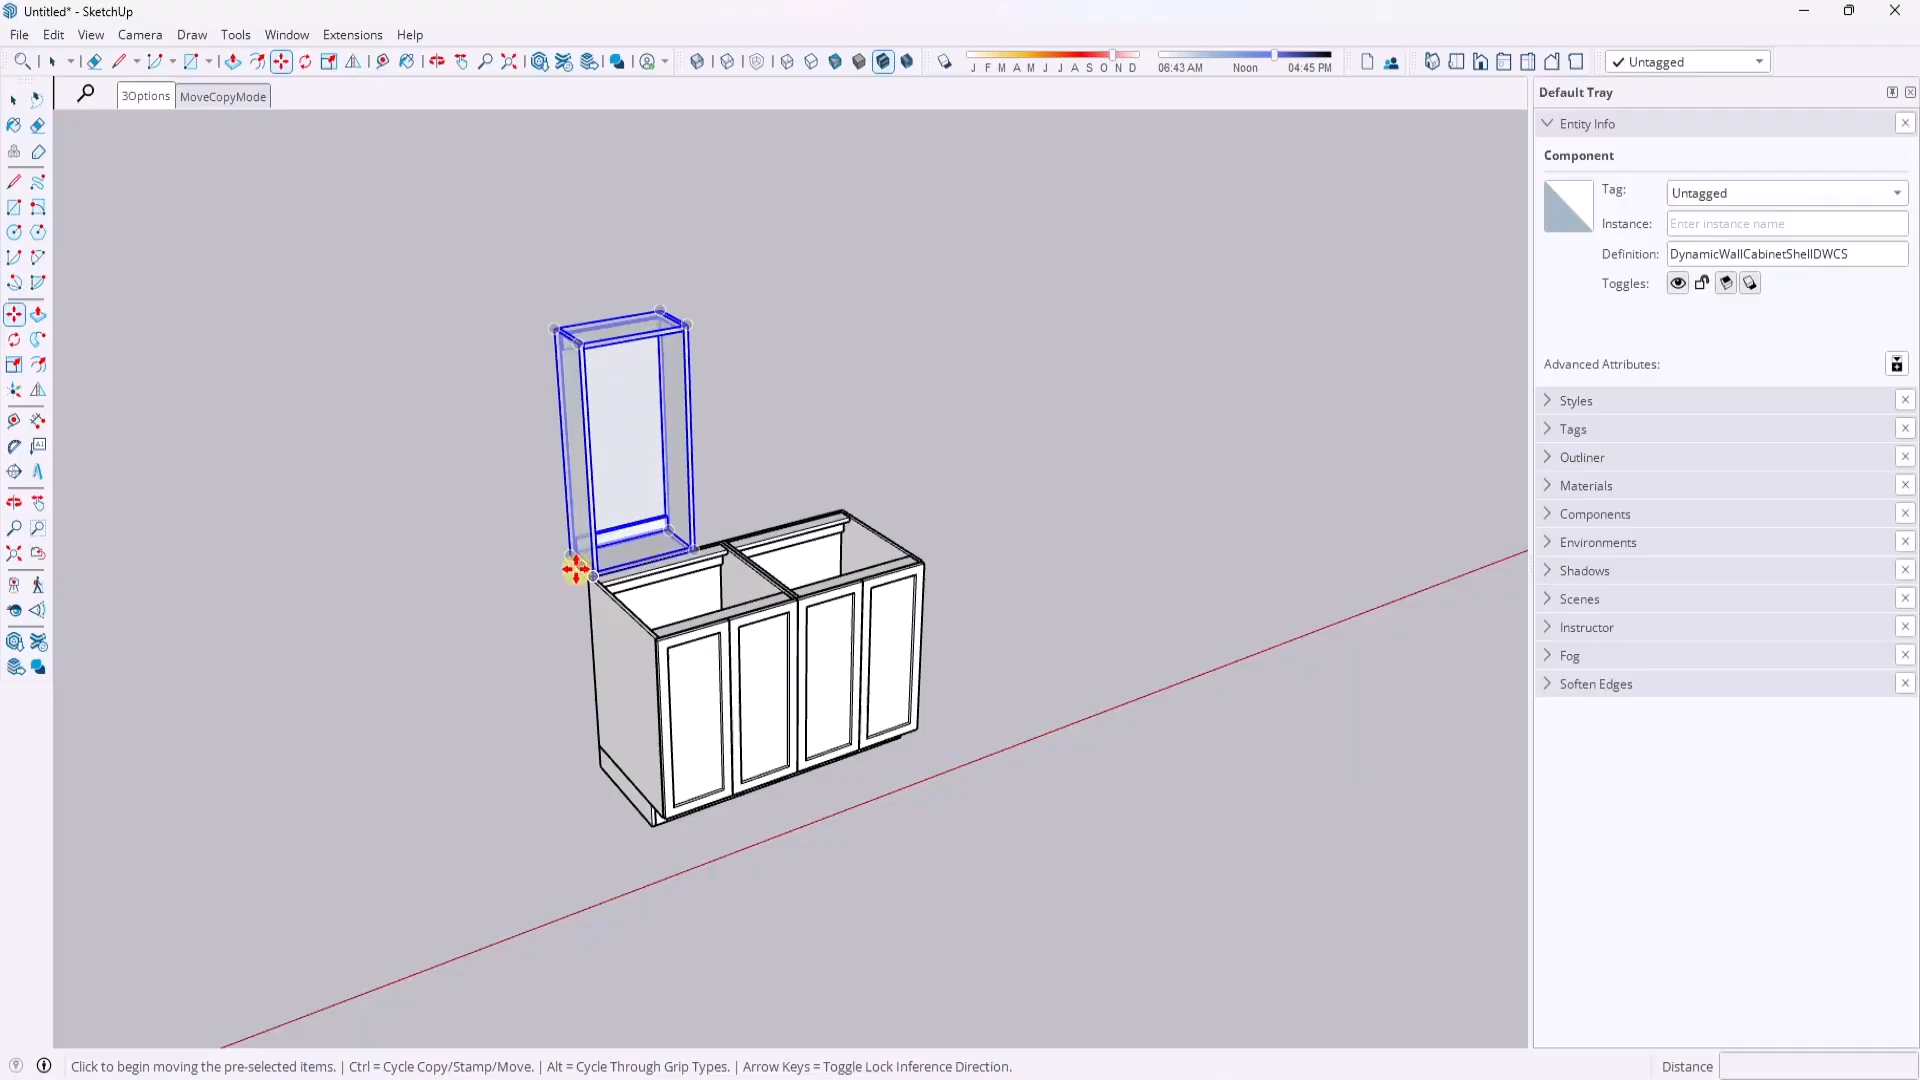 Untitled* - SketchUp
File Edit View Camera Draw Tools Window Extensions Help
J F M A M J J A S O N D
06:43 AM Noon 04:45 PM
Untagged
3Options MoveCopyMode
Default Tray
Entity Info
Component
Tag: Untagged
Instance: Enter instance name
Definition: DynamicWallCabinetShellDWCS
Toggles:
Advanced Attributes:
Styles
Tags
Outliner
Materials
Components
Environments
Shadows
Scenes
Instructor
Fog
Soften Edges
Click to begin moving the pre-selected items. | Ctrl = Cycle Copy/Stamp/Move. | Alt = Cycle Through Grip Types. | Arrow Keys = Toggle Lock Inference Direction.
Distance